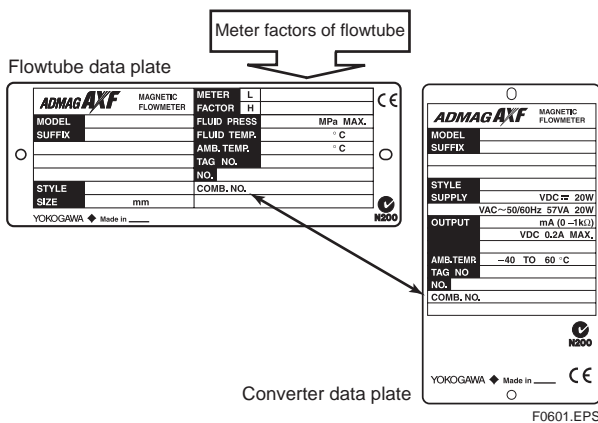 Meter factors of flowtube
Flowtube data plate
ADMAG AXF MAGNETIC FLOWMETER
METER L
FACTOR H
MODEL
FLUID PRESS MPa MAX.
SUFFIX
FLUID TEMP. °C
AMB. TEMP. °C
TAG NO.
NO.
STYLE
COMB. NO.
SIZE mm
YOKOGAWA ◆ Made in ____
N200
ADMAG AXF MAGNETIC FLOWMETER
MODEL
SUFFIX
STYLE
SUPPLY VDC⎓ 20W
VAC～50/60Hz 57VA 20W
OUTPUT mA (0–1kΩ)
VDC 0.2A MAX.
AMB.TEMP. –40 TO 60 °C
TAG NO
NO.
COMB. NO.
N200
YOKOGAWA ◆ Made in ____ CE
Converter data plate
F0601.EPS